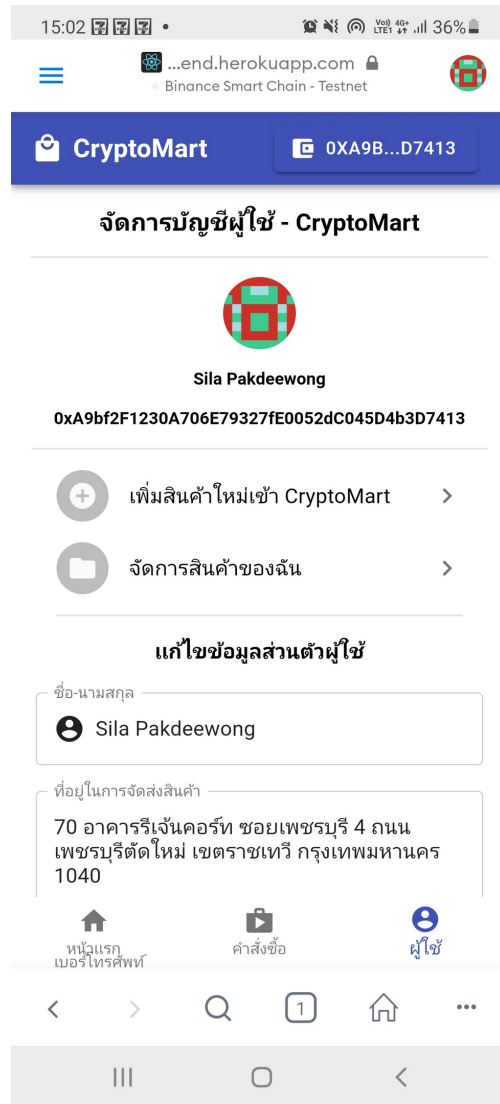 15:02
Vo)) 4G+
LTE1
36%
...end.herokuapp.com
Binance Smart Chain - Testnet
CryptoMart
0XA9B...D7413
จัดการบัญชีผู้ใช้ - CryptoMart
Sila Pakdeewong
0xA9bf2F1230A706E79327fE0052dC045D4b3D7413
เพิ่มสินค้าใหม่เข้า CryptoMart
จัดการสินค้าของฉัน
แก้ไขข้อมูลส่วนตัวผู้ใช้
ชื่อ-นามสกุล
Sila Pakdeewong
ที่อยู่ในการจัดส่งสินค้า
70 อาคารรีเจ้นคอร์ท ซอยเพชรบุรี 4 ถนน
เพชรบุรีตัดใหม่ เขตราชเทวี กรุงเทพมหานคร
1040
หน้าแรก
คำสั่งซื้อ
ผู้ใช้
เบอร์โทรศัพท์
1